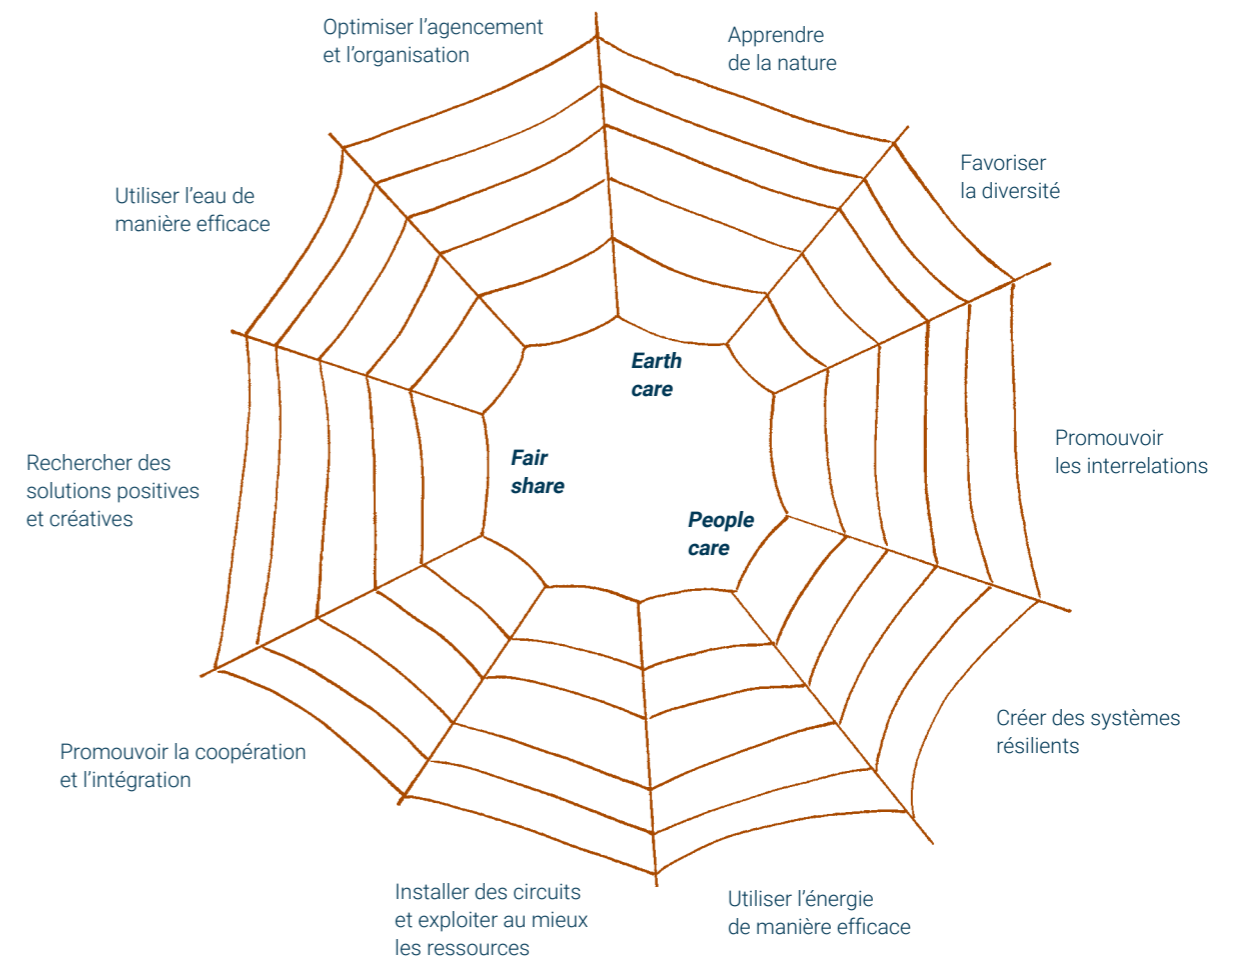 Optimiser l'agencement
et l'organisation
Apprendre
de la nature
Favoriser
la diversité
Utiliser l'eau de
manière efficace
Earth
care
Promouvoir
les interrelations
Fair
share
Rechercher des
solutions positives
et créatives
People
care
Créer des systèmes
résilients
Promouvoir la coopération
et l'intégration
Installer des circuits
et exploiter au mieux
les ressources
Utiliser l'énergie
de manière efficace